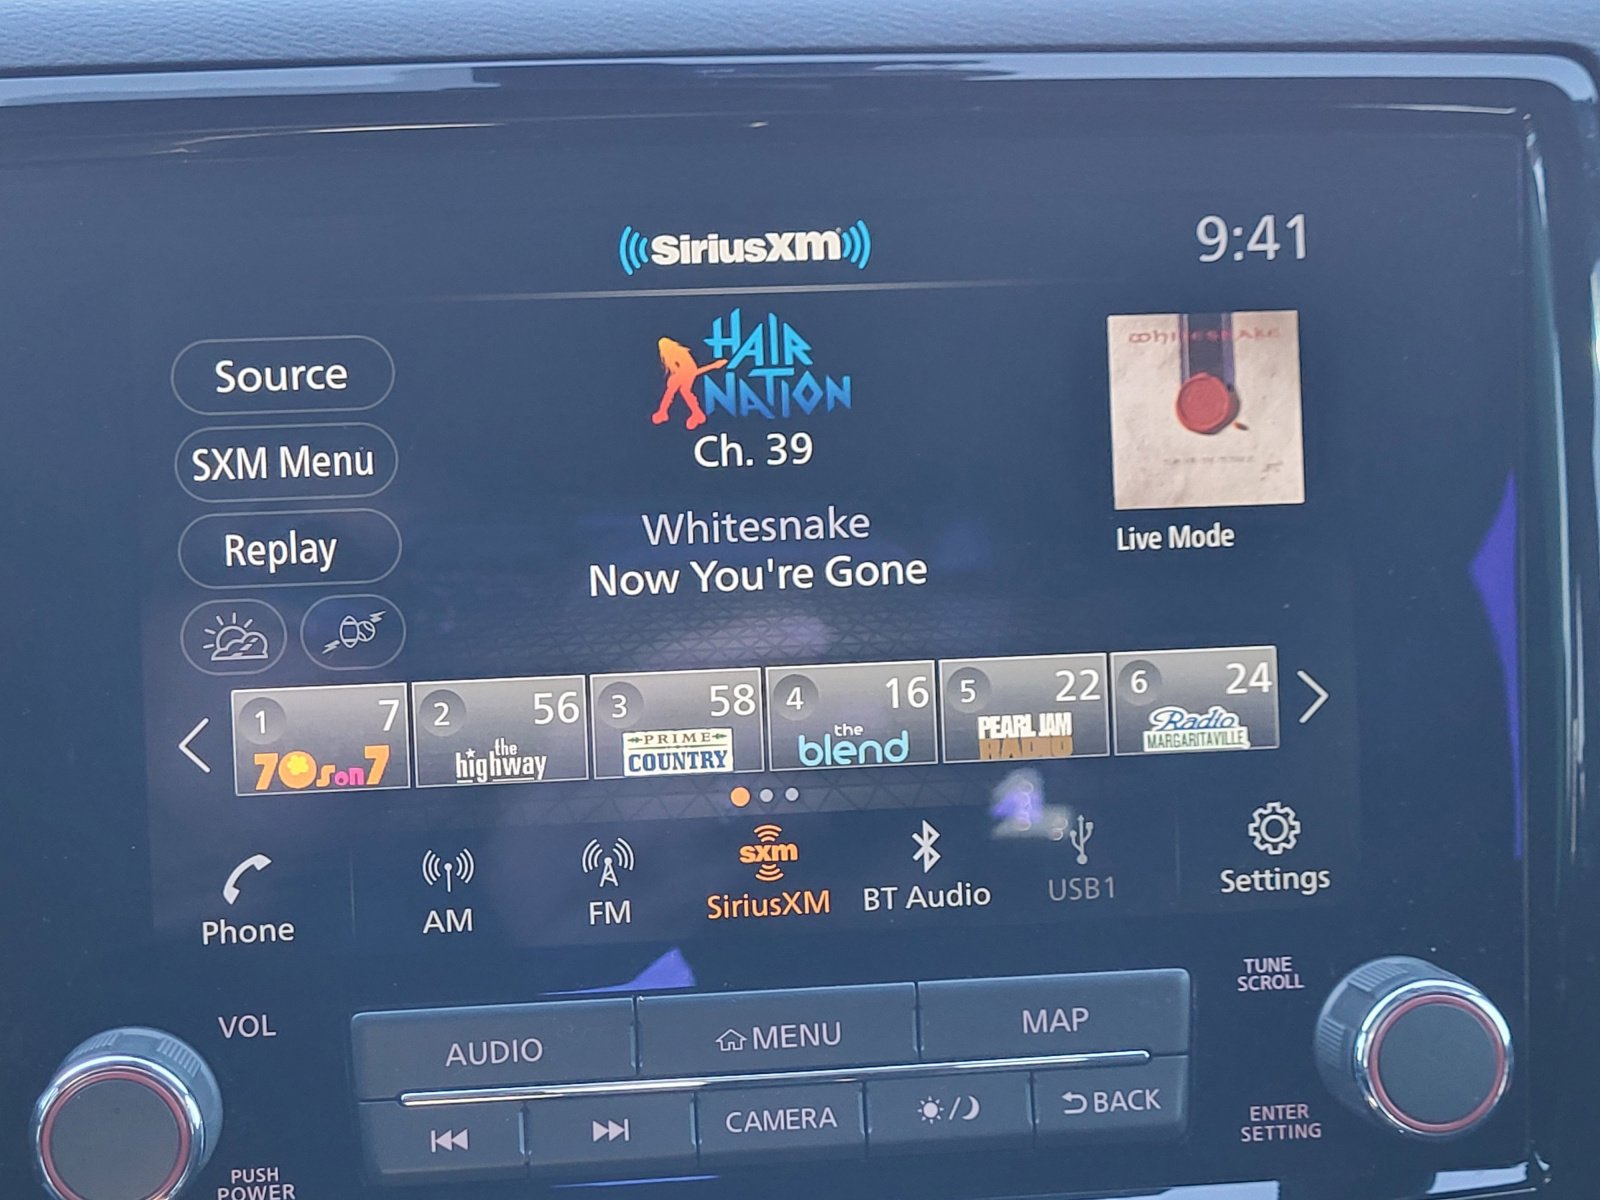 SiriusXM
9:41
Source
HAIR NATION
WHITESNAKE
Ch. 39
SXM Menu
Whitesnake
Live Mode
Replay
Now You're Gone
1 7
70s on 7
2 56
the highway
3 58
PRIME COUNTRY
4 16
the blend
5 22
PEARL JAM RADIO
6 24
Radio MARGARITAVILLE
Phone
AM
FM
sxm
SiriusXM
BT Audio
USB1
Settings
VOL
AUDIO
MENU
MAP
TUNE
SCROLL
CAMERA
BACK
ENTER
SETTING
PUSH
POWER